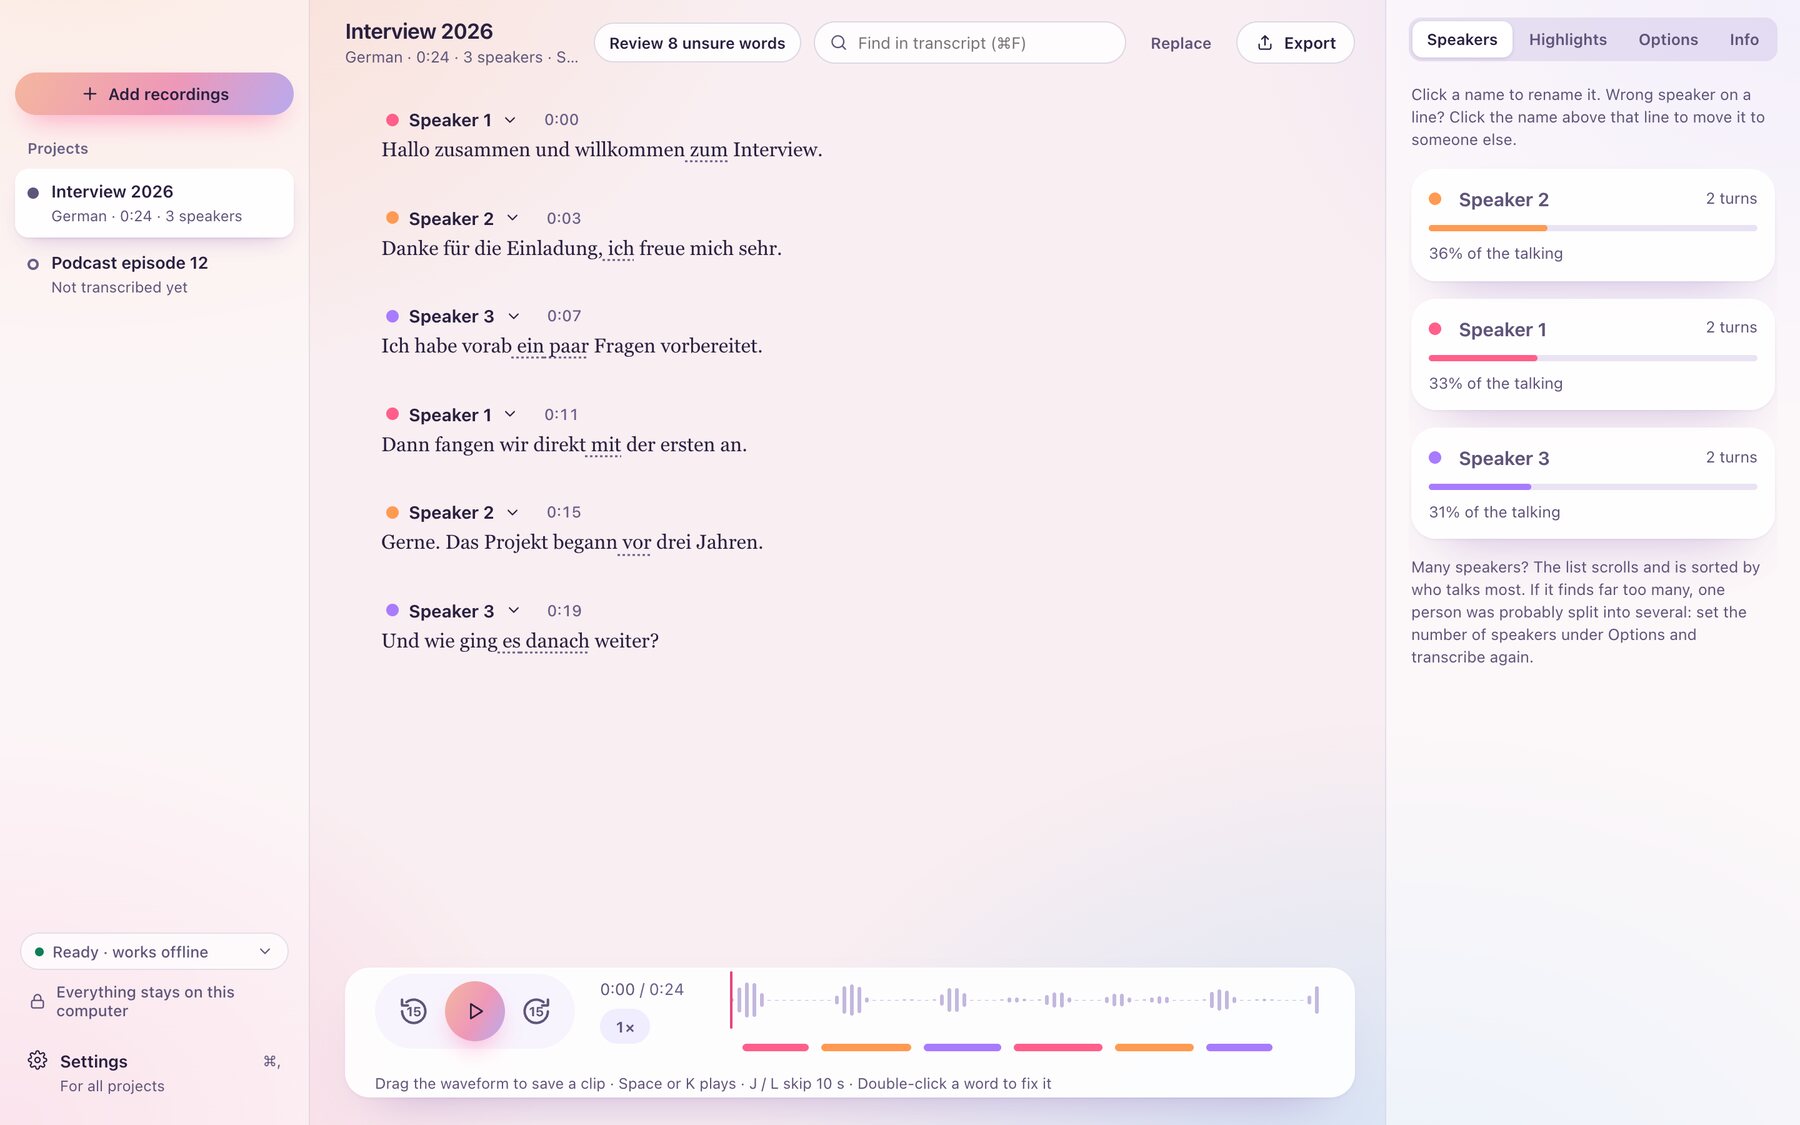 Add recordings
Projects
Interview 2026
German · 0:24 · 3 speakers
Podcast episode 12
Not transcribed yet
Ready · works offline
Everything stays on this
computer
Settings
⌘,
For all projects
Interview 2026
German · 0:24 · 3 speakers · S...
Review 8 unsure words
Find in transcript (⌘F)
Replace
Export
Speaker 1 0:00
Hallo zusammen und willkommen zum Interview.
Speaker 2 0:03
Danke für die Einladung, ich freue mich sehr.
Speaker 3 0:07
Ich habe vorab ein paar Fragen vorbereitet.
Speaker 1 0:11
Dann fangen wir direkt mit der ersten an.
Speaker 2 0:15
Gerne. Das Projekt begann vor drei Jahren.
Speaker 3 0:19
Und wie ging es danach weiter?
15
15
0:00 / 0:24
1×
Drag the waveform to save a clip · Space or K plays · J / L skip 10 s · Double-click a word to fix it
Speakers Highlights Options Info
Click a name to rename it. Wrong speaker on a
line? Click the name above that line to move it to
someone else.
Speaker 2 2 turns
36% of the talking
Speaker 1 2 turns
33% of the talking
Speaker 3 2 turns
31% of the talking
Many speakers? The list scrolls and is sorted by
who talks most. If it finds far too many, one
person was probably split into several: set the
number of speakers under Options and
transcribe again.